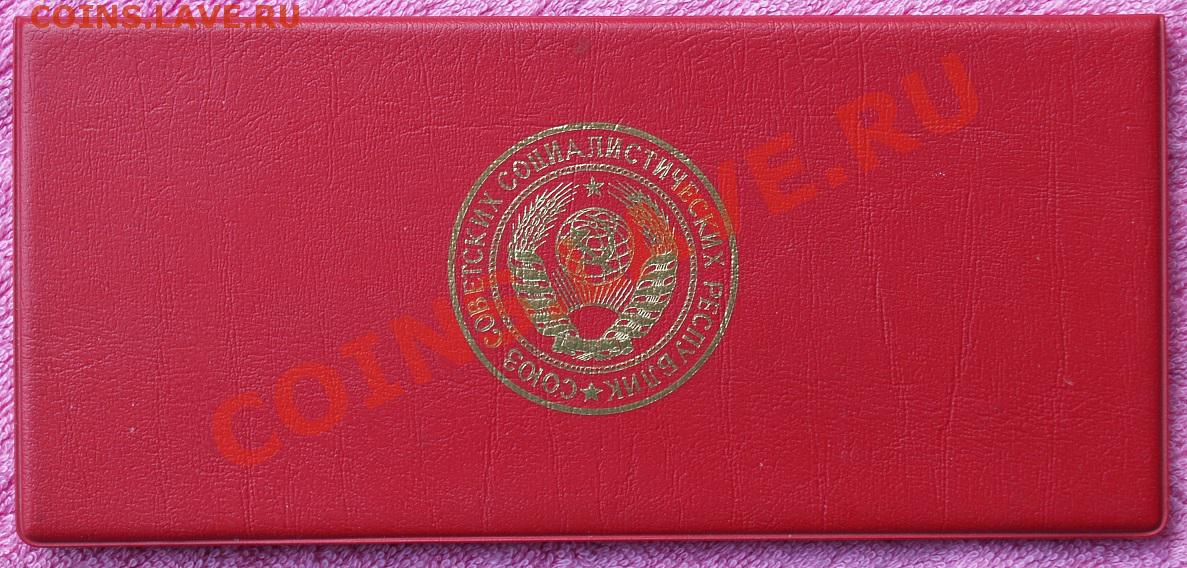 COINS.LAVE.RU
СОЮЗ СОВЕТСКИХ СОЦИАЛИСТИЧЕСКИХ РЕСПУБЛИК
COINS.LAVE.RU